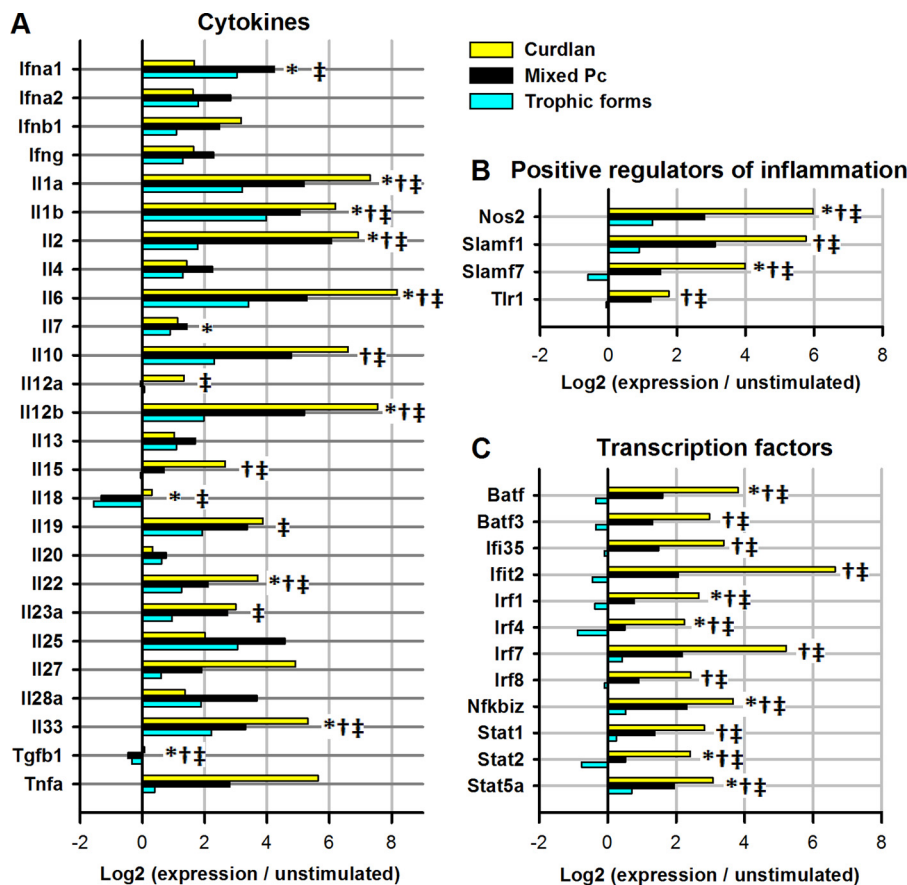 A
Cytokines
Ifna1 * ‡
Ifna2
Ifnb1
Ifng
Il1a *†‡
Il1b *†‡
Il2 *†‡
Il4
Il6 *†‡
Il7 *
Il10 †‡
Il12a ‡
Il12b *†‡
Il13
Il15 †‡
Il18 * ‡
Il19 ‡
Il20
Il22 *†‡
Il23a ‡
Il25
Il27
Il28a
Il33 *†‡
Tgfb1 *†‡
Tnfa
-2 0 2 4 6 8
Log2 (expression / unstimulated)
Curdlan
Mixed Pc
Trophic forms
B
Positive regulators of inflammation
Nos2 *†‡
Slamf1 †‡
Slamf7 *†‡
Tlr1 †‡
-2 0 2 4 6 8
Log2 (expression / unstimulated)
C
Transcription factors
Batf *†‡
Batf3 †‡
Ifi35 †‡
Ifit2 †‡
Irf1 *†‡
Irf4 *†‡
Irf7 †‡
Irf8 †‡
Nfkbiz *†‡
Stat1 †‡
Stat2 *†‡
Stat5a *†‡
-2 0 2 4 6 8
Log2 (expression / unstimulated)